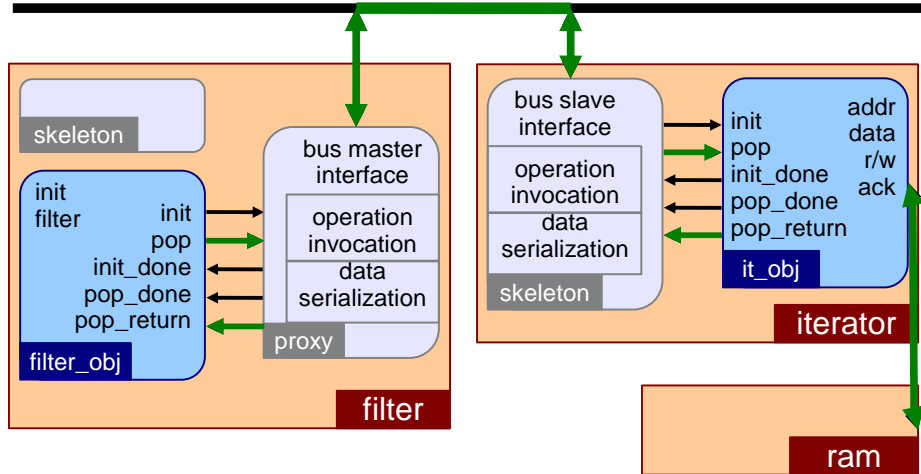 skeleton
init
filter
init
pop
init_done
pop_done
pop_return
filter_obj
bus master
interface
operation
invocation
data
serialization
proxy
filter
bus slave
interface
operation
invocation
data
serialization
skeleton
init
pop
init_done
pop_done
pop_return
addr
data
r/w
ack
it_obj
iterator
ram